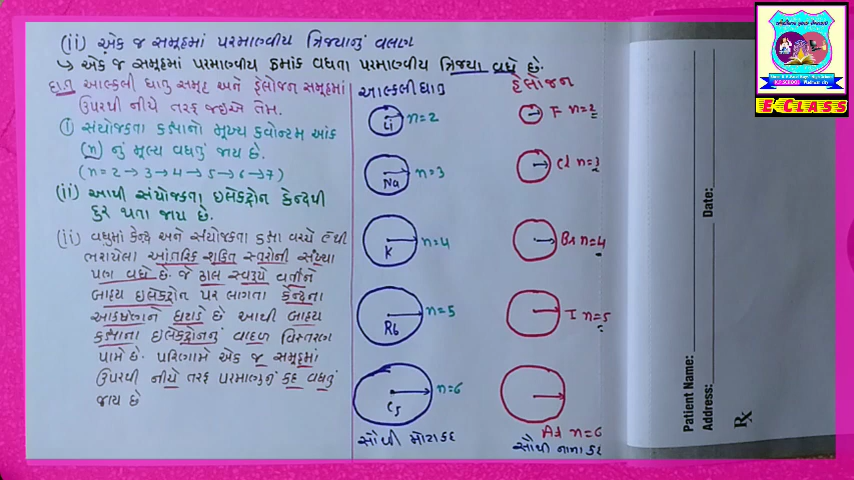 (ii) એક જ સમૂહમાં પરમાણ્વીય ત્રિજ્યાનું વલણ
↳ એક જ સમૂહમાં પરમાણ્વીય ક્રમાંક વધતા પરમાણ્વીય ત્રિજ્યા વધે છે.
દા.ત આલ્કલી ધાતુ સમૂહ અને હેલોજન સમૂહમાં
ઉપરથી નીચે તરફ જઈએ તેમ.
(i) સંયોજકતા કક્ષાનો મુખ્ય ક્વોન્ટમ આંક
(n) નું મૂલ્ય વધતું જાય છે.
(n = 2 → 3 → 4 → 5 → 6 → 7)
(ii) આથી સંયોજકતા ઇલેક્ટ્રોન કેન્દ્રથી
દુર થતા જાય છે.
(ii) વધુમાં કેન્દ્ર અને સંયોજકતા કક્ષા વચ્ચે e થી
ભરાયેલા આંતરિક શક્તિ સ્તરોની સંખ્યા
પણ વધે છે. જે ઢાલ સ્વરૂપે વર્તીને
બાહ્ય ઇલેક્ટ્રોન પર લાગતા કેન્દ્રના
આકર્ષણને ઘટાડે છે આથી બાહ્ય
કક્ષાના ઇલેક્ટ્રોનનું વાદળ વિસ્તરણ
પામે છે. પરિણામે એક જ સમૂહમાં
ઉપરથી નીચે તરફ પરમાણુનું કદ વધતું
જાય છે
આલ્કલી ધાતુ
Li n=2
Na n=3
K n=4
Rb n=5
Cs n=6
સૌથી મોટા કદ
હેલોજન
F n=2
Cl n=3
Br n=4
I n=5
At n=6
સૌથી નાના કદ
Patient Name:
Address:
Date:
Rx
E CLASS